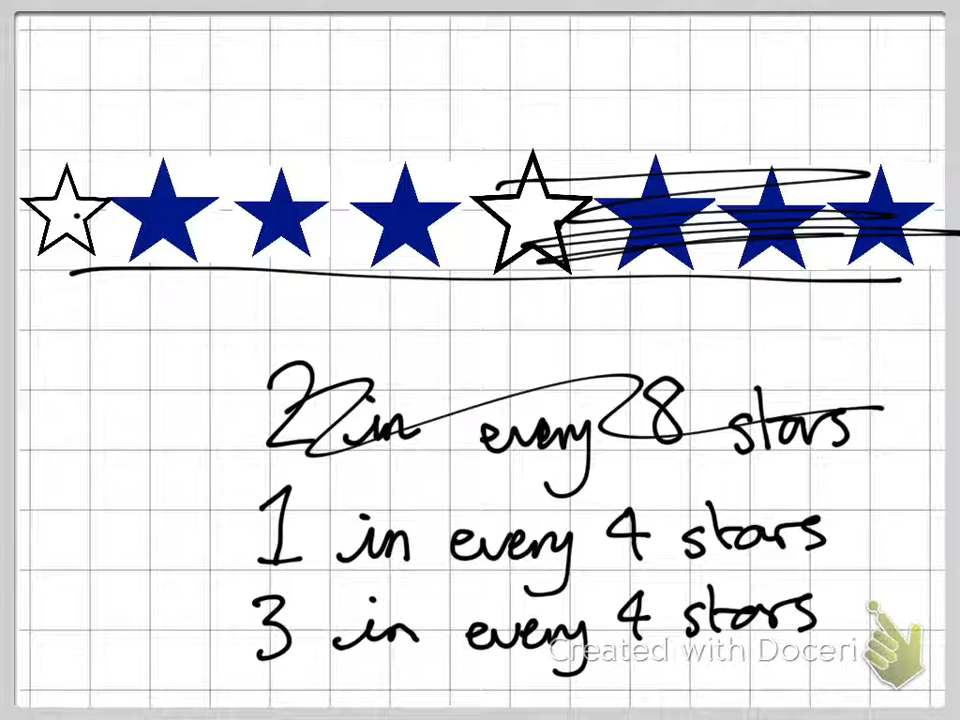 2 in every 8 stars
1 in every 4 stars
3 in every 4 stars
Created with Doceri